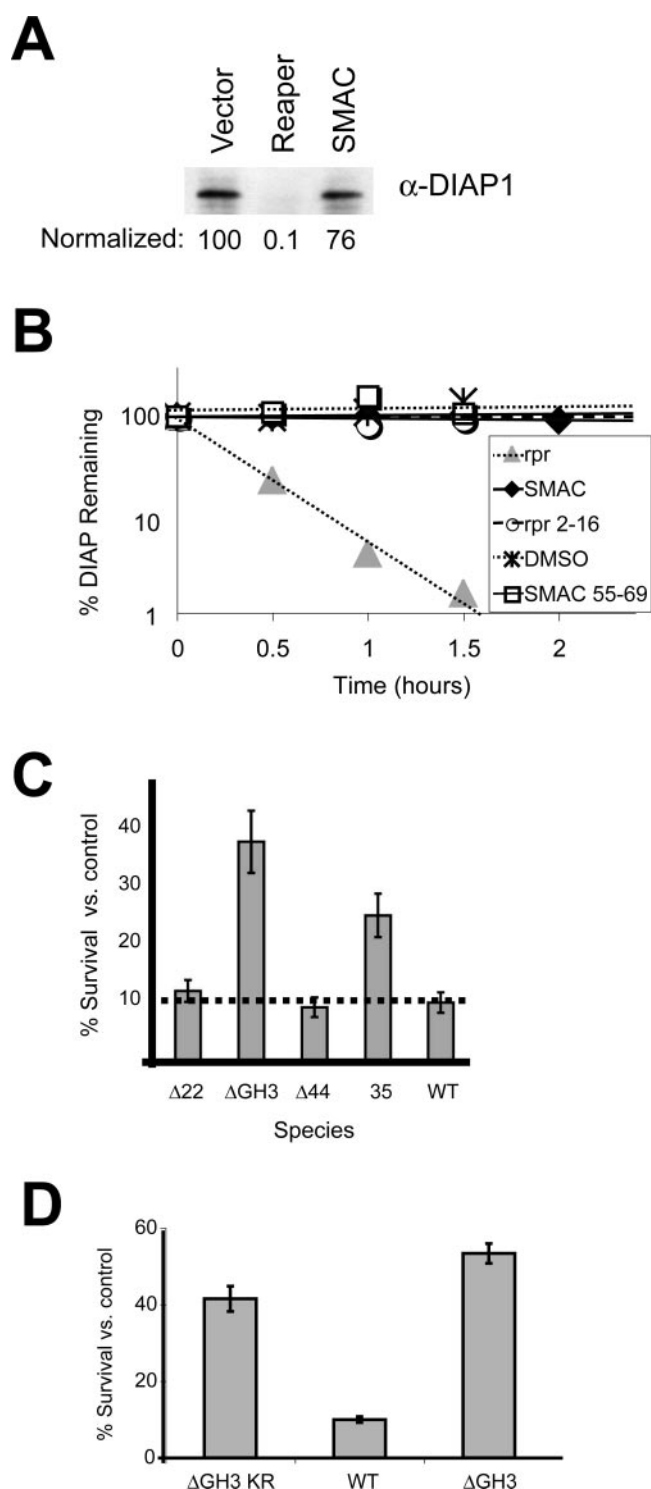 A
Vector
Reaper
SMAC
α-DIAP1
Normalized: 100 0.1 76
B
% DIAP Remaining
100
10
1
rpr
SMAC
rpr 2-16
DMSO
SMAC 55-69
0 0.5 1 1.5 2
Time (hours)
C
% Survival vs. control
40
30
20
10
Δ22 ΔGH3 Δ44 35 WT
Species
D
% Survival vs. control
60
40
20
0
ΔGH3 KR WT ΔGH3